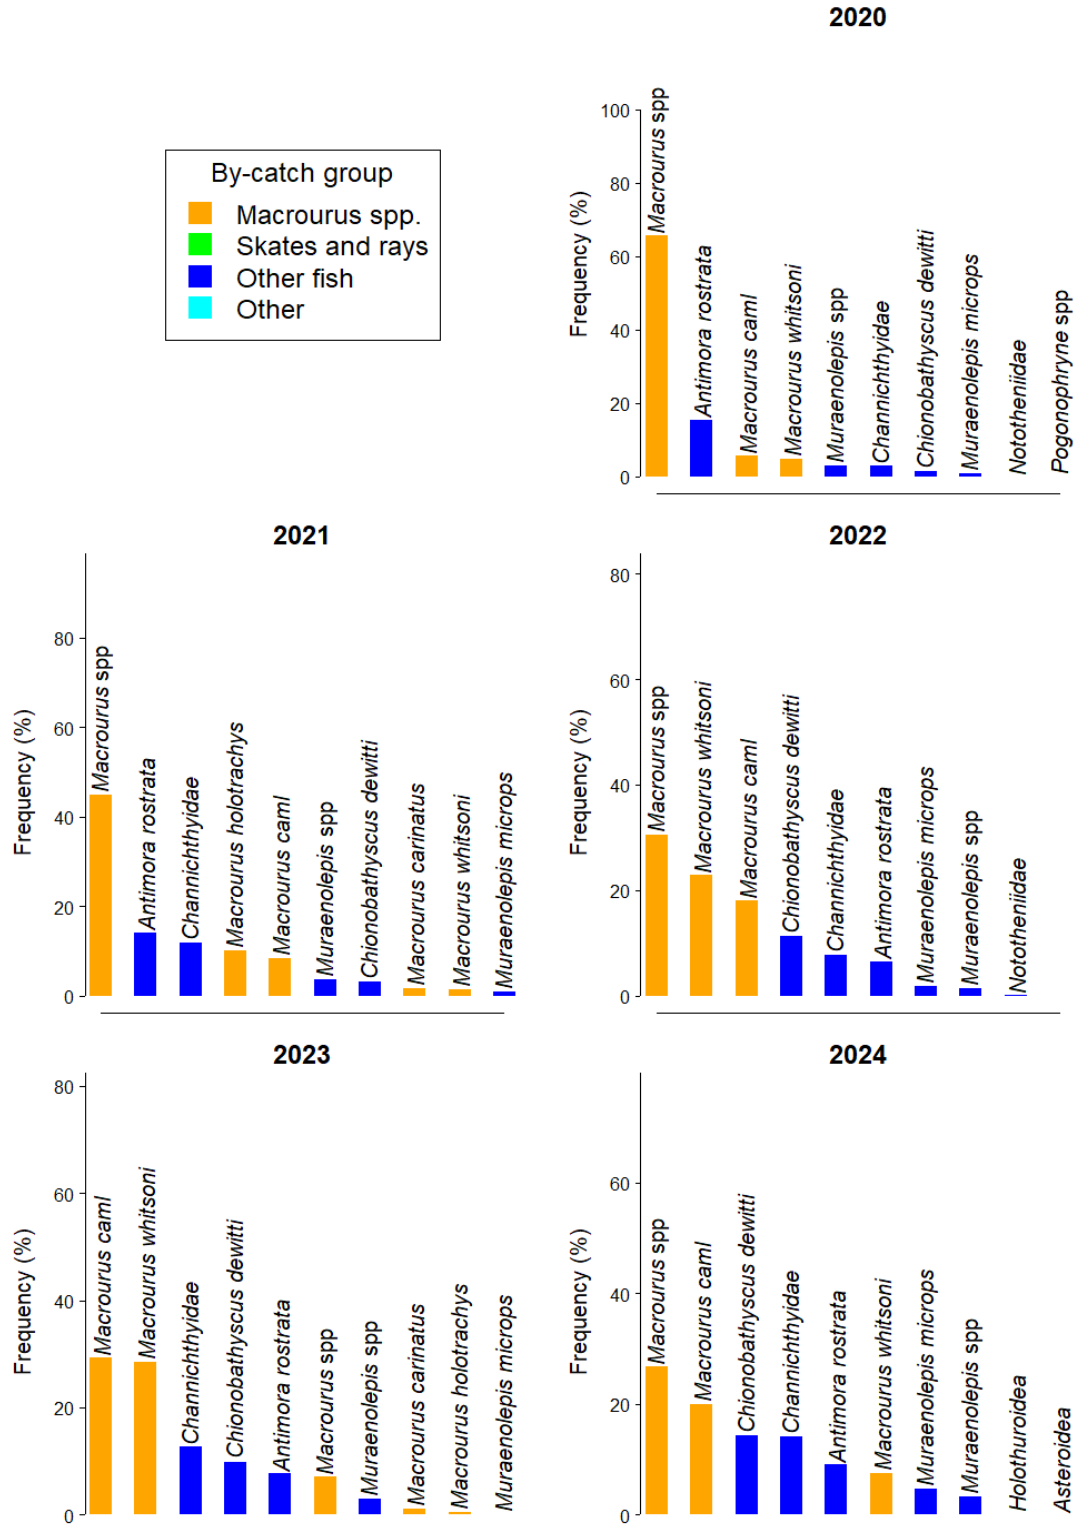 2020
By-catch group
Macrourus spp.
Skates and rays
Other fish
Other
Frequency (%)
100
80
60
40
20
0
Macrourus spp
Antimora rostrata
Macrourus caml
Macrourus whitsoni
Muraenolepis spp
Channichthyidae
Chionobathyscus dewitti
Muraenolepis microps
Nototheniidae
Pogonophryne spp
2021
Frequency (%)
80
60
40
20
0
Macrourus spp
Antimora rostrata
Channichthyidae
Macrourus holotrachys
Macrourus caml
Muraenolepis spp
Chionobathyscus dewitti
Macrourus carinatus
Macrourus whitsoni
Muraenolepis microps
2022
Frequency (%)
80
60
40
20
0
Macrourus spp
Macrourus whitsoni
Macrourus caml
Chionobathyscus dewitti
Channichthyidae
Antimora rostrata
Muraenolepis microps
Muraenolepis spp
Nototheniidae
2023
Frequency (%)
80
60
40
20
0
Macrourus caml
Macrourus whitsoni
Channichthyidae
Chionobathyscus dewitti
Antimora rostrata
Macrourus spp
Muraenolepis spp
Macrourus carinatus
Macrourus holotrachys
Muraenolepis microps
2024
Frequency (%)
60
40
20
0
Macrourus spp
Macrourus caml
Chionobathyscus dewitti
Channichthyidae
Antimora rostrata
Macrourus whitsoni
Muraenolepis microps
Muraenolepis spp
Holothuroidea
Asteroidea